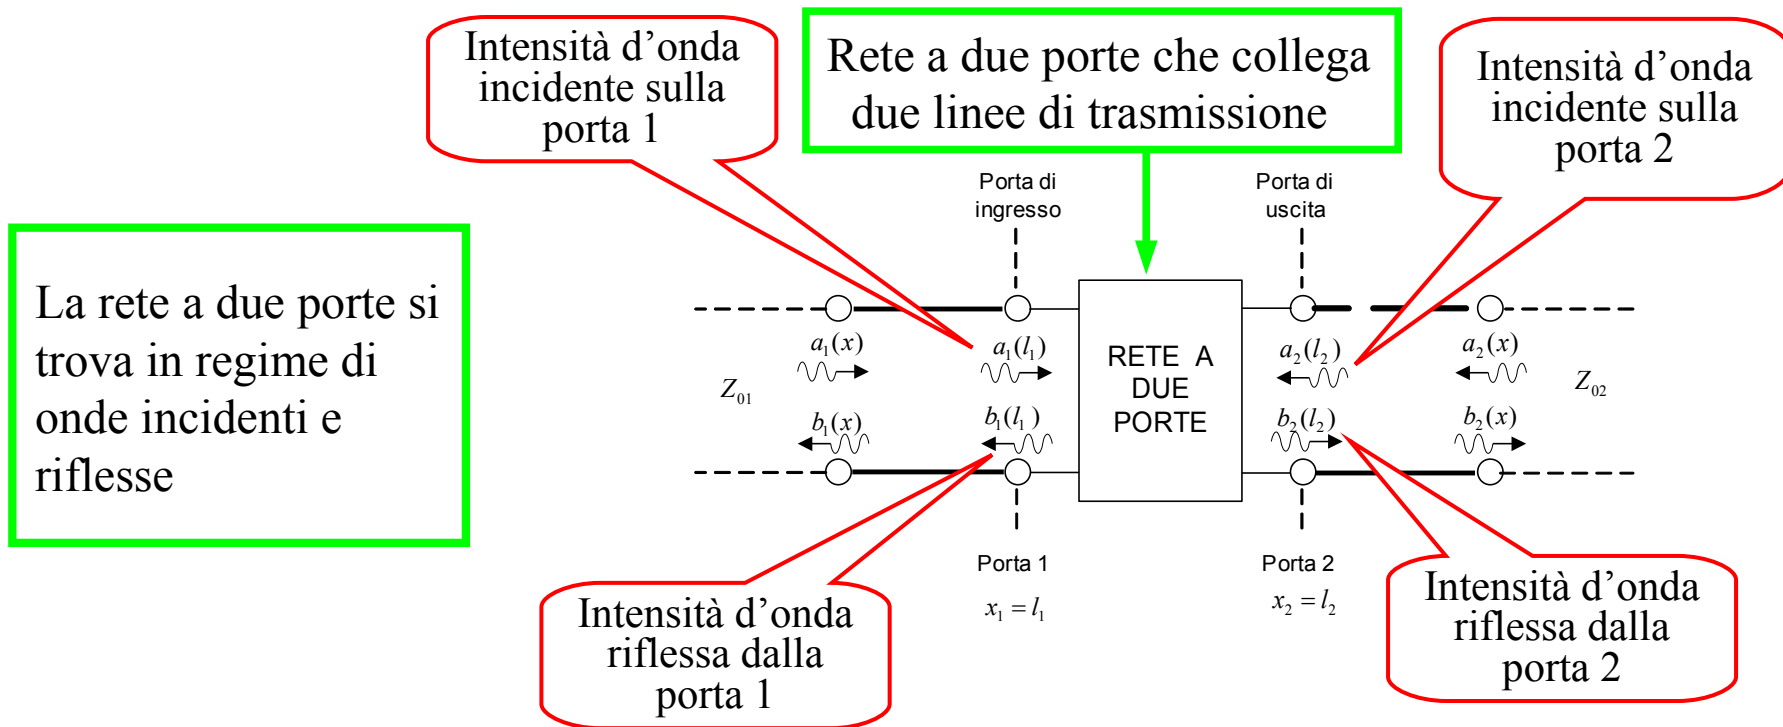 Intensità d'onda
incidente sulla
porta 1
Rete a due porte che collega
due linee di trasmissione
Intensità d'onda
incidente sulla
porta 2
La rete a due porte si
trova in regime di
onde incidenti e
riflesse
Porta di
ingresso
Porta di
uscita
a₁(x)
a₁(l₁)
a₂(l₂)
a₂(x)
Z₀₁
RETE A
DUE
PORTE
Z₀₂
b₁(x)
b₁(l₁)
b₂(l₂)
b₂(x)
Porta 1
x₁ = l₁
Porta 2
x₂ = l₂
Intensità d'onda
riflessa dalla
porta 1
Intensità d'onda
riflessa dalla
porta 2